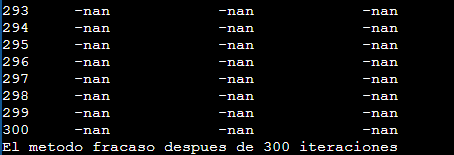 293 -nan -nan -nan
294 -nan -nan -nan
295 -nan -nan -nan
296 -nan -nan -nan
297 -nan -nan -nan
298 -nan -nan -nan
299 -nan -nan -nan
300 -nan -nan -nan
El metodo fracaso despues de 300 iteraciones